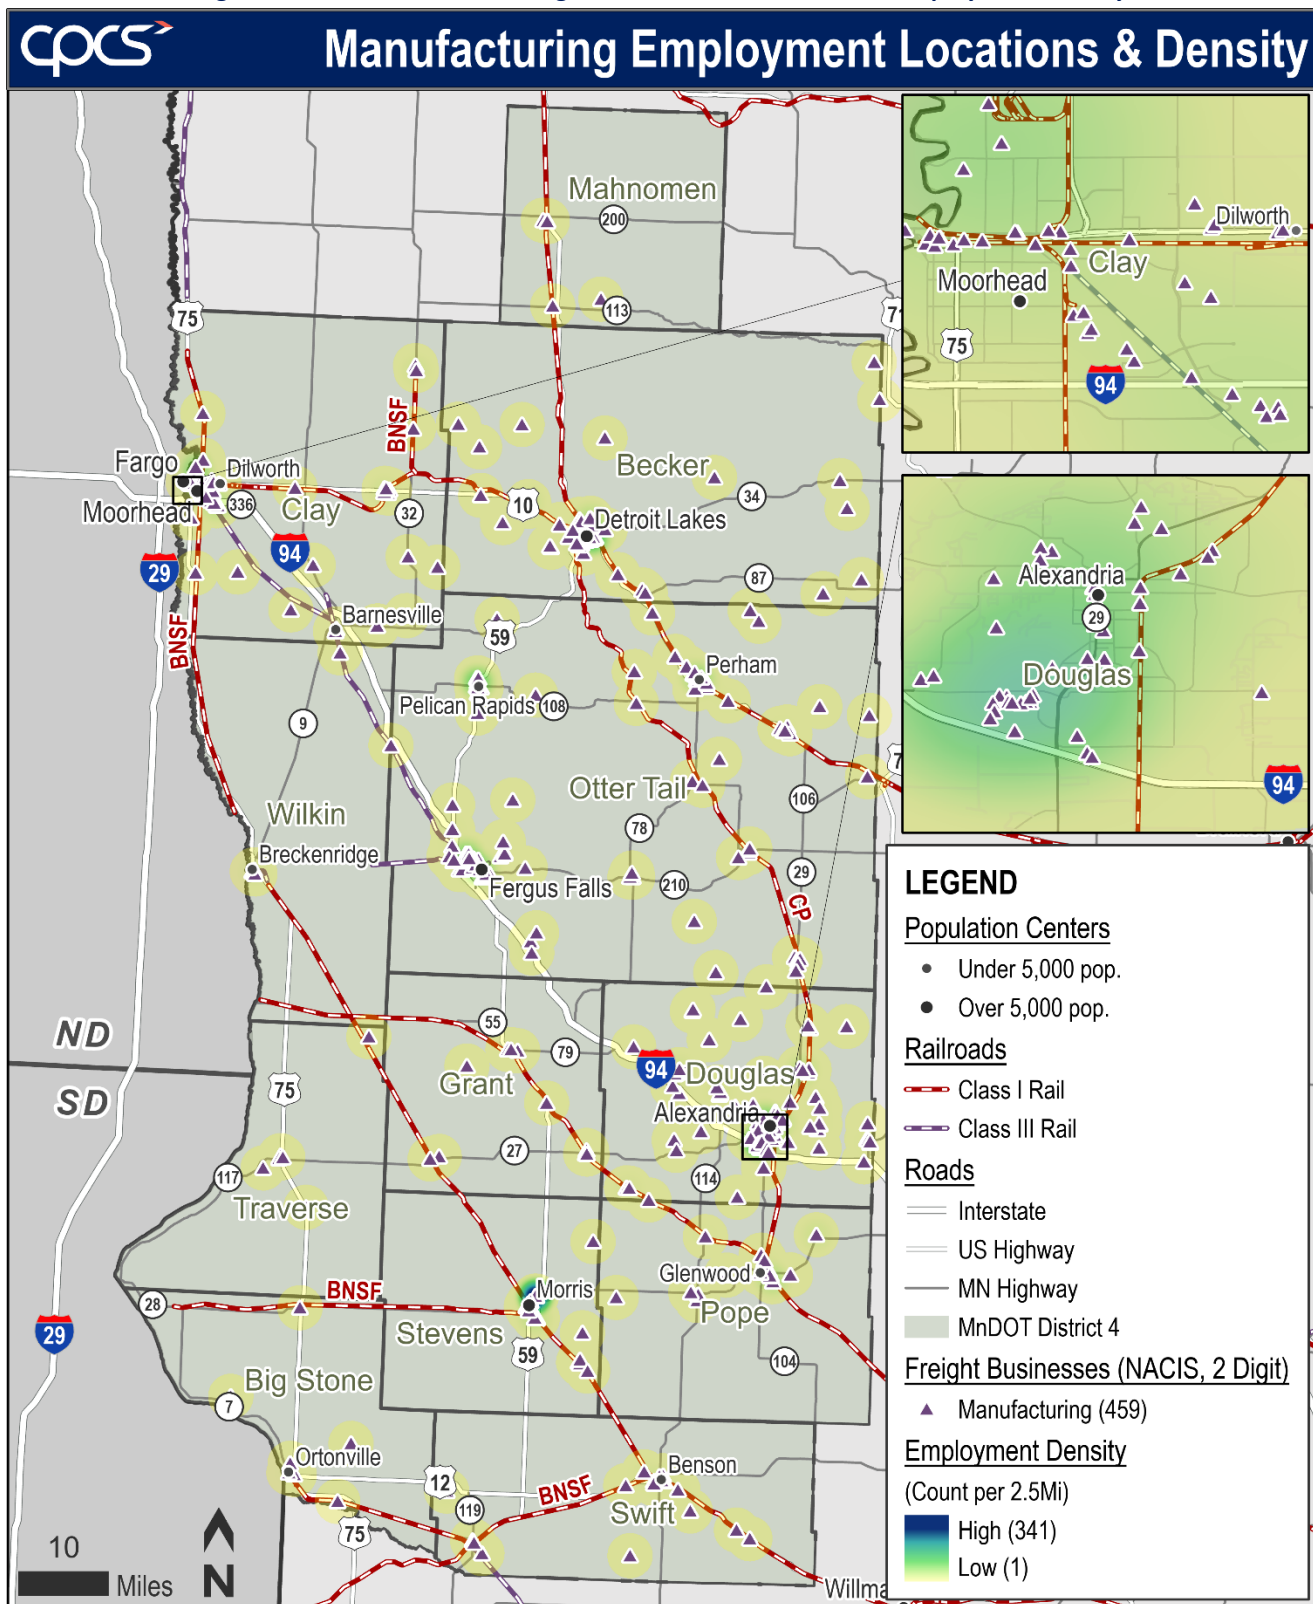 cpcs
Manufacturing Employment Locations & Density
Mahnomen
200
113
75
71
BNSF
Fargo
Dilworth
Moorhead
336
Clay
32
10
Becker
34
Detroit Lakes
94
29
87
Barnesville
BNSF
59
Perham
Pelican Rapids
108
9
Otter Tail
106
78
Wilkin
Breckenridge
Fergus Falls
210
29
CP
ND
SD
55
79
94
Grant
Douglas
Alexandria
75
27
117
114
Traverse
Glenwood
Pope
28
BNSF
Morris
Stevens
59
29
104
Big Stone
7
Ortonville
12
119
BNSF
Benson
Swift
75
10
Miles
N
Dilworth
Clay
Moorhead
75
94
Alexandria
29
Douglas
94
LEGEND
Population Centers
Under 5,000 pop.
Over 5,000 pop.
Railroads
Class I Rail
Class III Rail
Roads
Interstate
US Highway
MN Highway
MnDOT District 4
Freight Businesses (NACIS, 2 Digit)
Manufacturing (459)
Employment Density
(Count per 2.5Mi)
High (341)
Low (1)